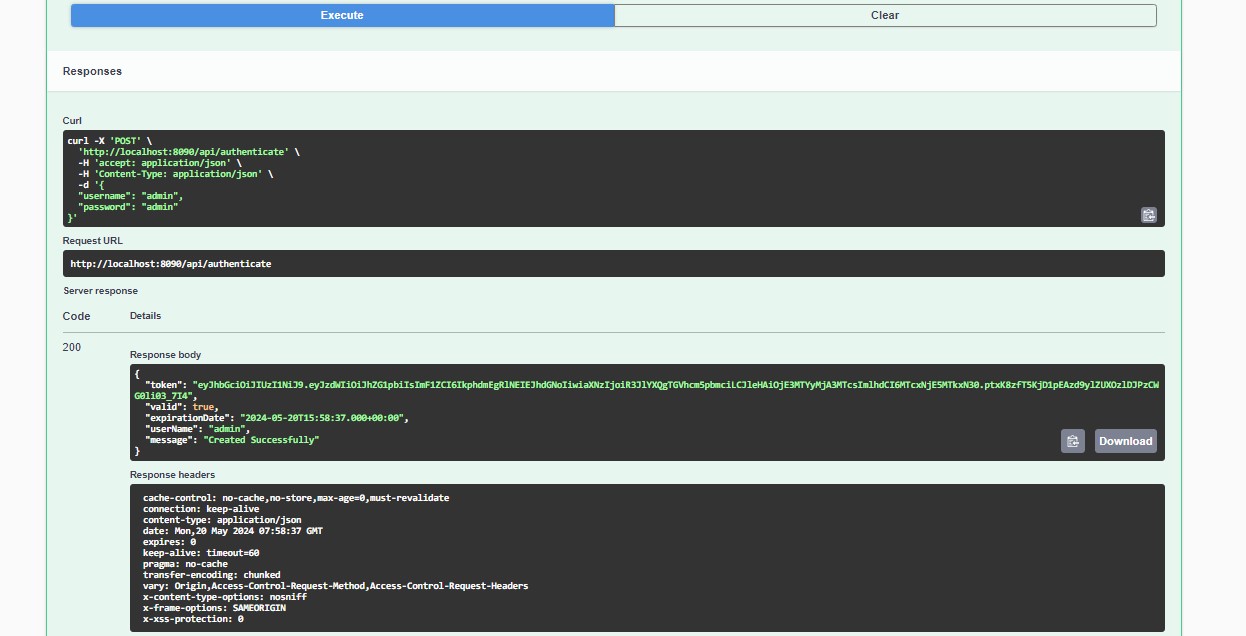 Execute
Clear
Responses
Curl
curl -X 'POST' \
'http://localhost:8090/api/authenticate' \
-H 'accept: application/json' \
-H 'Content-Type: application/json' \
-d '{
"username": "admin",
"password": "admin"
}'
Request URL
http://localhost:8090/api/authenticate
Server response
Code
Details
200
Response body
{
"token": "eyJhbGciOiJIUzI1NiJ9.eyJzdWIiOiJhZG1pbiIsImF1ZCI6IkphdmEgRlNEIEJhdGNoIiwiaXNzIjoiR3JlYXQgTGVhcm5pbmciLCJleHAiOjE3MTYyMjA3MTcsImlhdCI6MTcxNjE5MTkxN30.ptxK8zfT5KjD1pEAzd9ylZUXOzlDJPzCW
G0li03_7I4",
"valid": true,
"expirationDate": "2024-05-20T15:58:37.000+00:00",
"userName": "admin",
"message": "Created Successfully"
}
Download
Response headers
cache-control: no-cache,no-store,max-age=0,must-revalidate
connection: keep-alive
content-type: application/json
date: Mon,20 May 2024 07:58:37 GMT
expires: 0
keep-alive: timeout=60
pragma: no-cache
transfer-encoding: chunked
vary: Origin,Access-Control-Request-Method,Access-Control-Request-Headers
x-content-type-options: nosniff
x-frame-options: SAMEORIGIN
x-xss-protection: 0